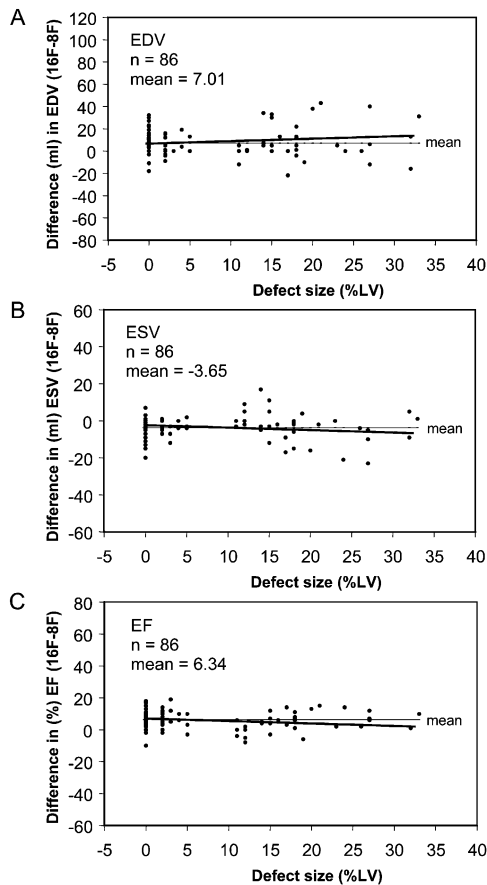 A
EDV
n = 86
mean = 7.01
Difference (ml) in EDV (16F-8F)
120
100
80
60
40
20
0
-20
-40
-60
-80
mean
-5 0 5 10 15 20 25 30 35 40
Defect size (%LV)
B
ESV
n = 86
mean = -3.65
Difference in (ml) ESV (16F-8F)
60
40
20
0
-20
-40
-60
mean
-5 0 5 10 15 20 25 30 35 40
Defect size (%LV)
C
EF
n = 86
mean = 6.34
Difference in (%) EF (16F-8F)
80
60
40
20
0
-20
-40
-60
mean
-5 0 5 10 15 20 25 30 35 40
Defect size (%LV)